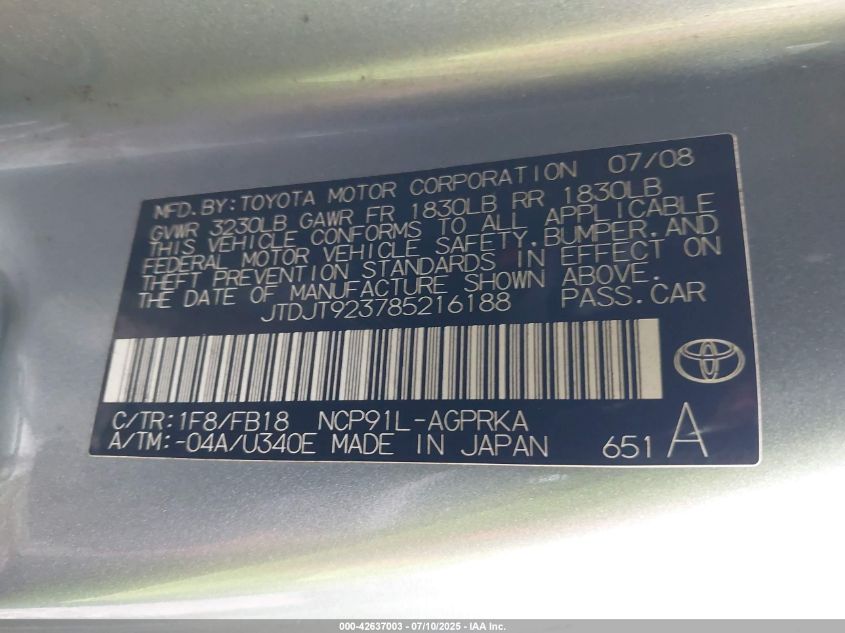 MFD.BY:TOYOTA MOTOR CORPORATION 07/08
GVWR 3230LB GAWR FR 1830LB RR 1830LB
THIS VEHICLE CONFORMS TO ALL APPLICABLE
FEDERAL MOTOR VEHICLE SAFETY,BUMPER,AND
THEFT PREVENTION STANDARDS IN EFFECT ON
THE DATE OF MANUFACTURE SHOWN ABOVE.
JTDJT923785216188 PASS.CAR
C/TR:1F8/FB18 NCP91L-AGPRKA
A/TM:-04A/U340E MADE IN JAPAN 651 A
000-42637003 - 07/10/2025 - IAA Inc.